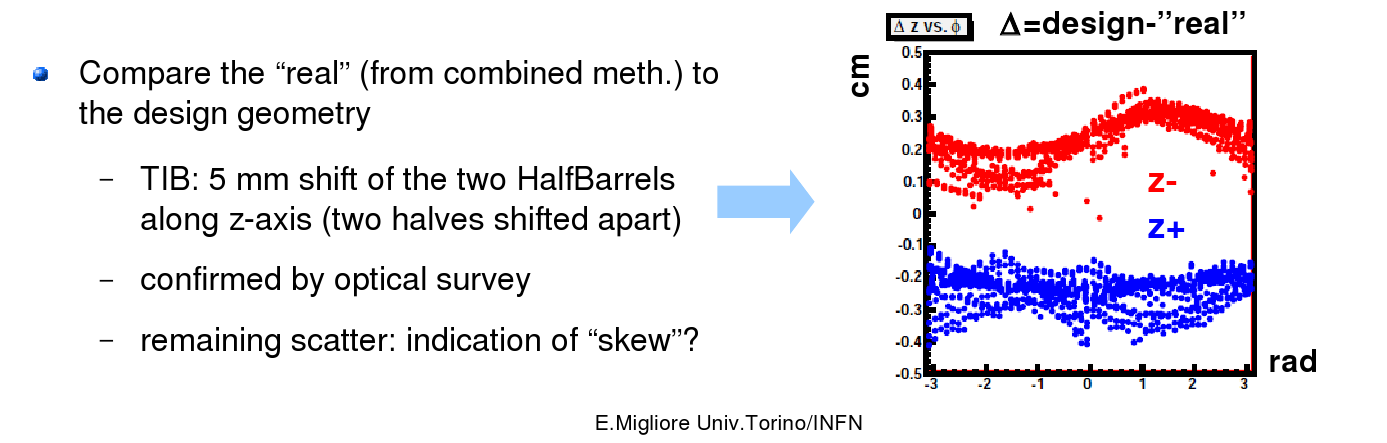 Compare the “real” (from combined meth.) to
the design geometry
– TIB: 5 mm shift of the two HalfBarrels
along z-axis (two halves shifted apart)
– confirmed by optical survey
– remaining scatter: indication of “skew”?
Δ z vs. ϕ
Δ=design-”real”
cm
0.5
0.4
0.3
0.2
0.1
0
-0.1
-0.2
-0.3
-0.4
-0.5
z-
z+
-3 -2 -1 0 1 2 3
rad
E.Migliore Univ.Torino/INFN